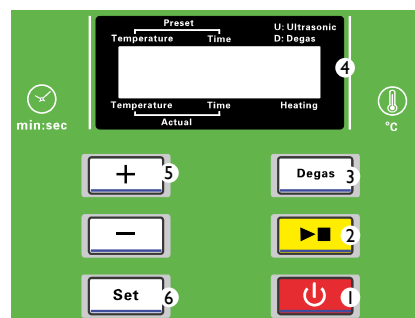 Preset
Temperature Time
U: Ultrasonic
D: Degas
4
Temperature Time Heating
Actual
min:sec
°C
+ 5
Degas 3
−
2
Set 6
1